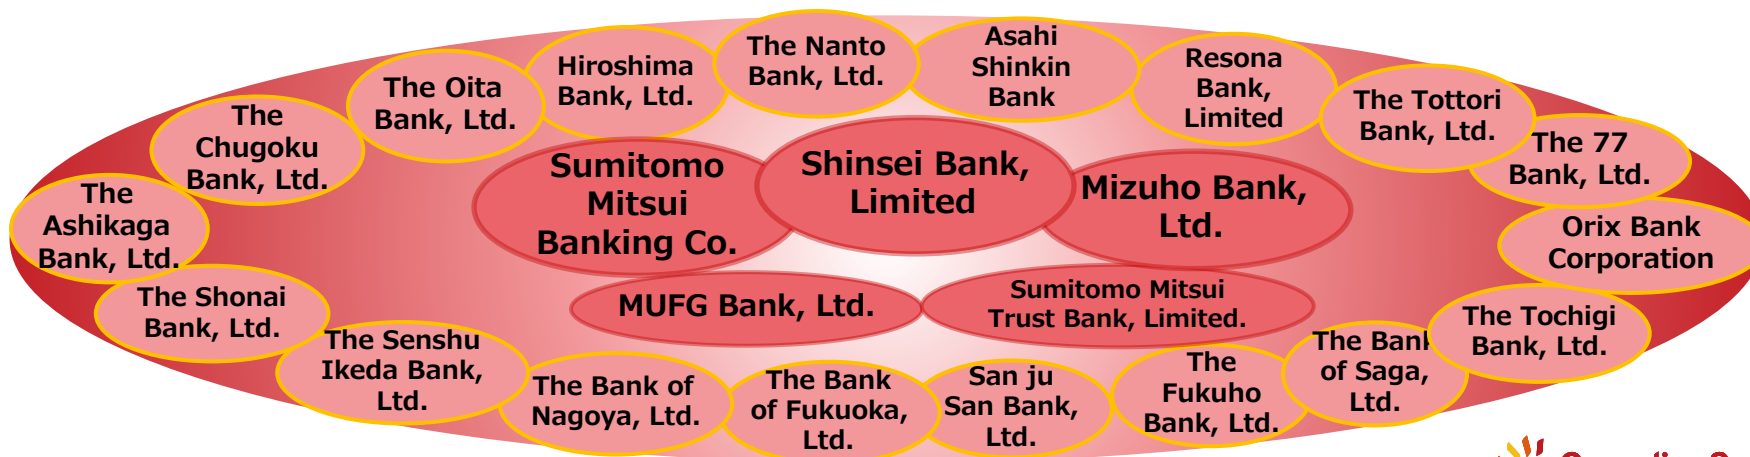 The Nanto
Bank, Ltd.
Asahi
Shinkin
Bank
Hiroshima
Bank, Ltd.
Resona
Bank,
Limited
The Oita
Bank, Ltd.
The Tottori
Bank, Ltd.
The
Chugoku
Bank, Ltd.
The 77
Bank, Ltd.
Sumitomo
Mitsui
Banking Co.
Shinsei Bank,
Limited
Mizuho Bank,
Ltd.
The
Ashikaga
Bank, Ltd.
Orix Bank
Corporation
MUFG Bank, Ltd.
Sumitomo Mitsui
Trust Bank, Limited.
The Shonai
Bank, Ltd.
The Tochigi
Bank, Ltd.
The Senshu
Ikeda Bank,
Ltd.
The Bank of
Nagoya, Ltd.
The Bank
of Fukuoka,
Ltd.
San ju
San Bank,
Ltd.
The
Fukuho
Bank, Ltd.
The Bank
of Saga,
Ltd.